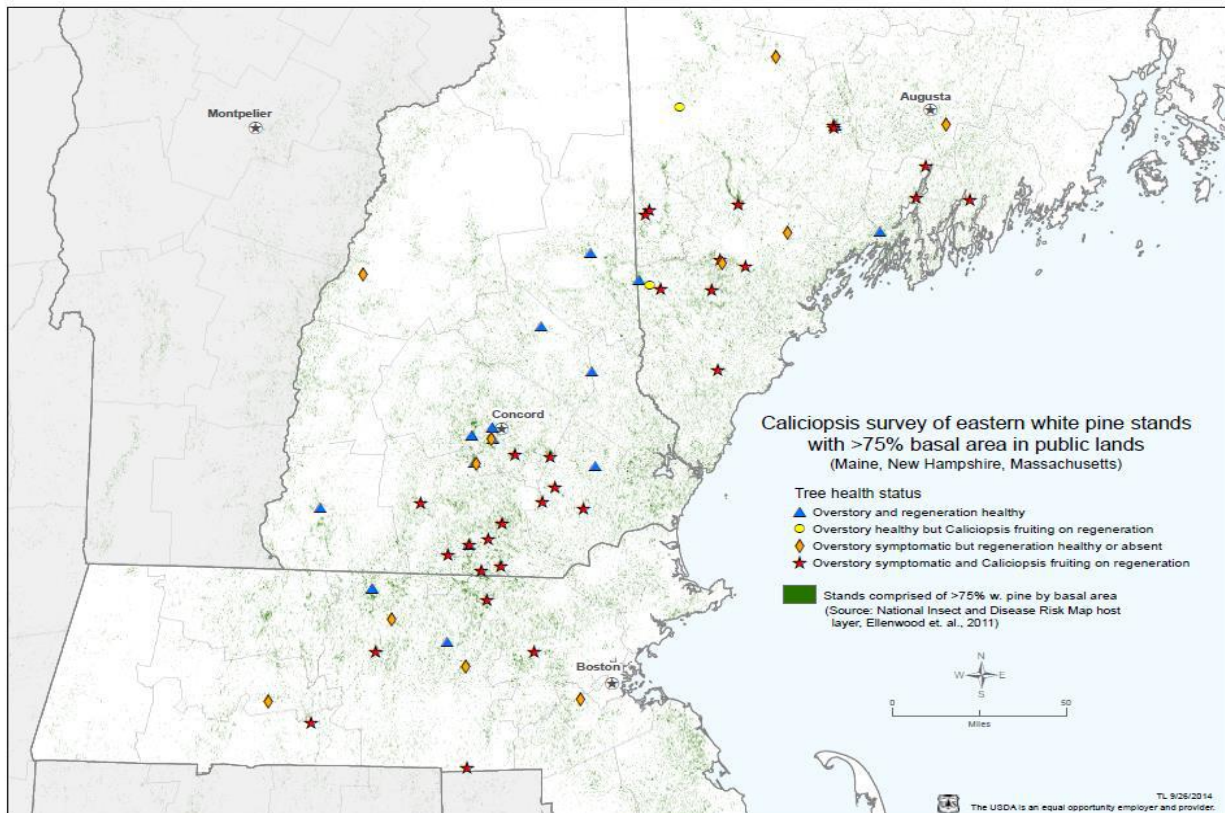 Montpelier
Augusta
Concord
Boston
Caliciopsis survey of eastern white pine stands
with >75% basal area in public lands
(Maine, New Hampshire, Massachusetts)
Tree health status
Overstory and regeneration healthy
Overstory healthy but Caliciopsis fruiting on regeneration
Overstory symptomatic but regeneration healthy or absent
Overstory symptomatic and Caliciopsis fruiting on regeneration
Stands comprised of >75% w. pine by basal area
(Source: National Insect and Disease Risk Map host
layer, Ellenwood et. al., 2011)
N
W E
S
0 50
Miles
TL 9/26/2014
The USDA is an equal opportunity employer and provider.